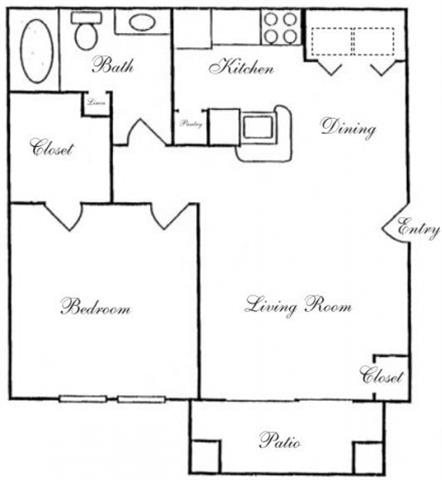 Bath
Kitchen
Linen
Pantry
Dining
Closet
Entry
Bedroom
Living Room
Closet
Patio